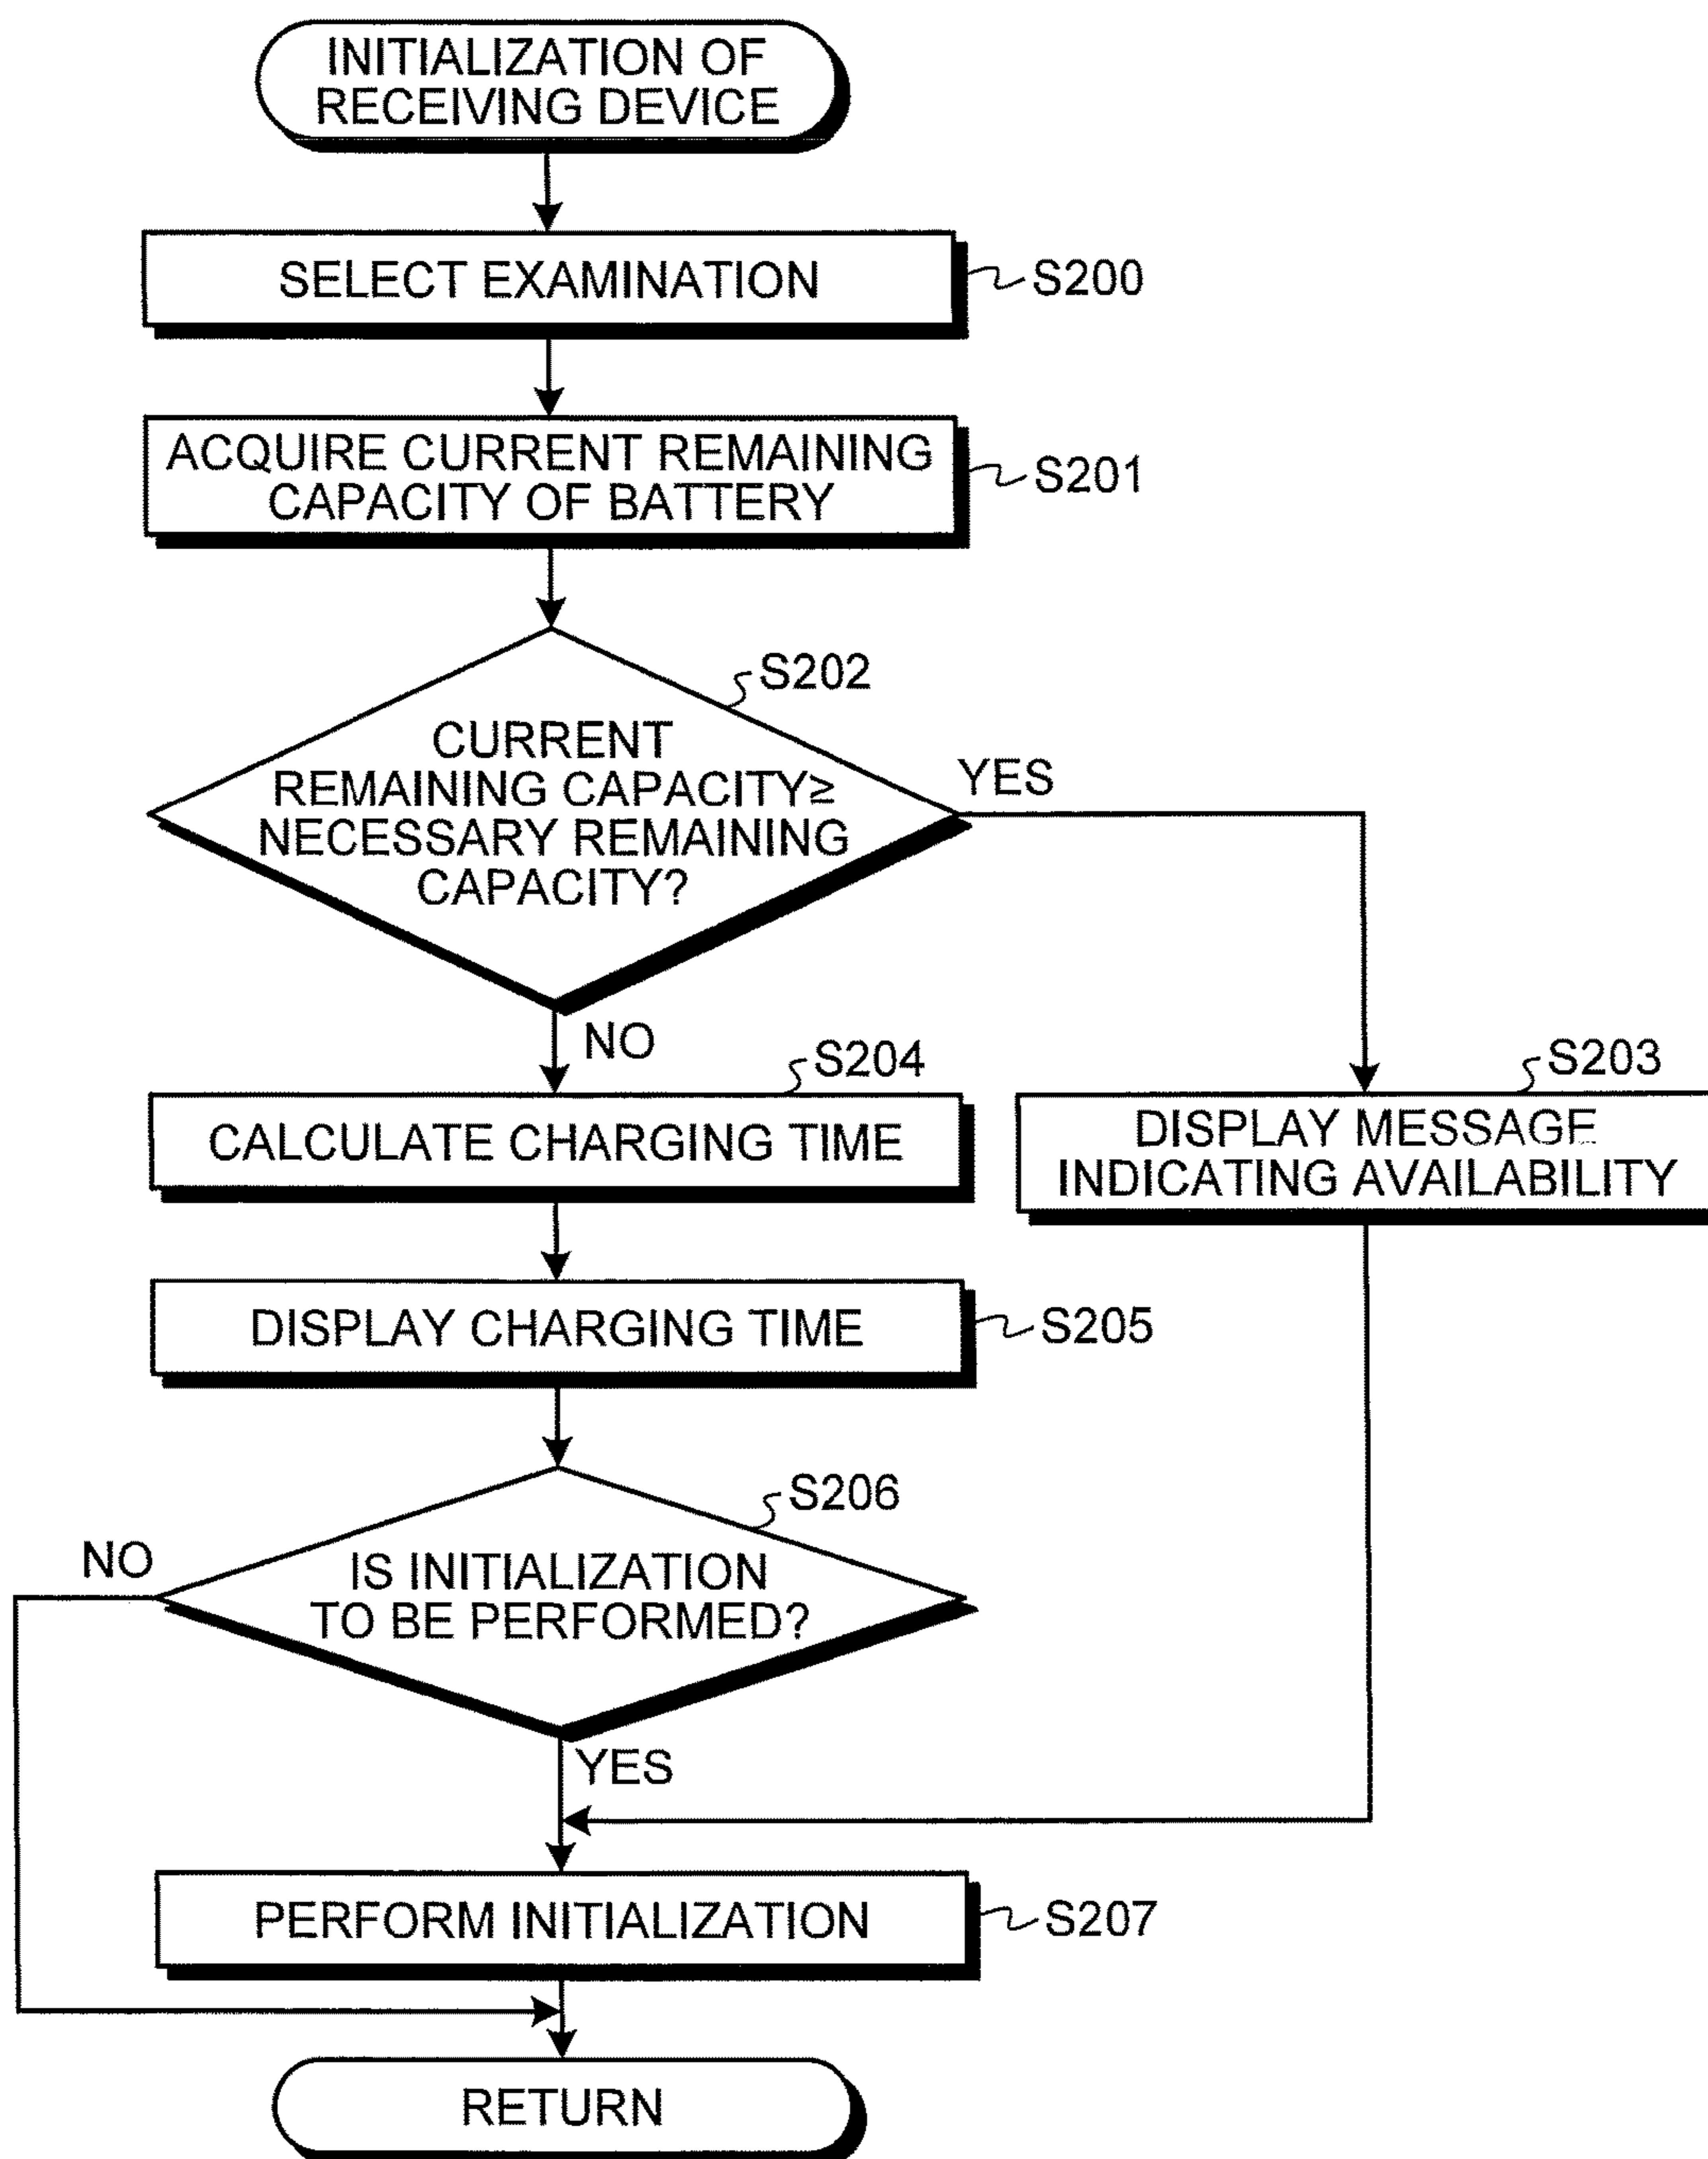 INITIALIZATION OF
RECEIVING DEVICE
SELECT EXAMINATION
S200
ACQUIRE CURRENT REMAINING
CAPACITY OF BATTERY
S201
S202
CURRENT
REMAINING CAPACITY≥
NECESSARY REMAINING
CAPACITY?
YES
NO
S204
CALCULATE CHARGING TIME
S203
DISPLAY MESSAGE
INDICATING AVAILABILITY
DISPLAY CHARGING TIME
S205
S206
NO
IS INITIALIZATION
TO BE PERFORMED?
YES
PERFORM INITIALIZATION
S207
RETURN